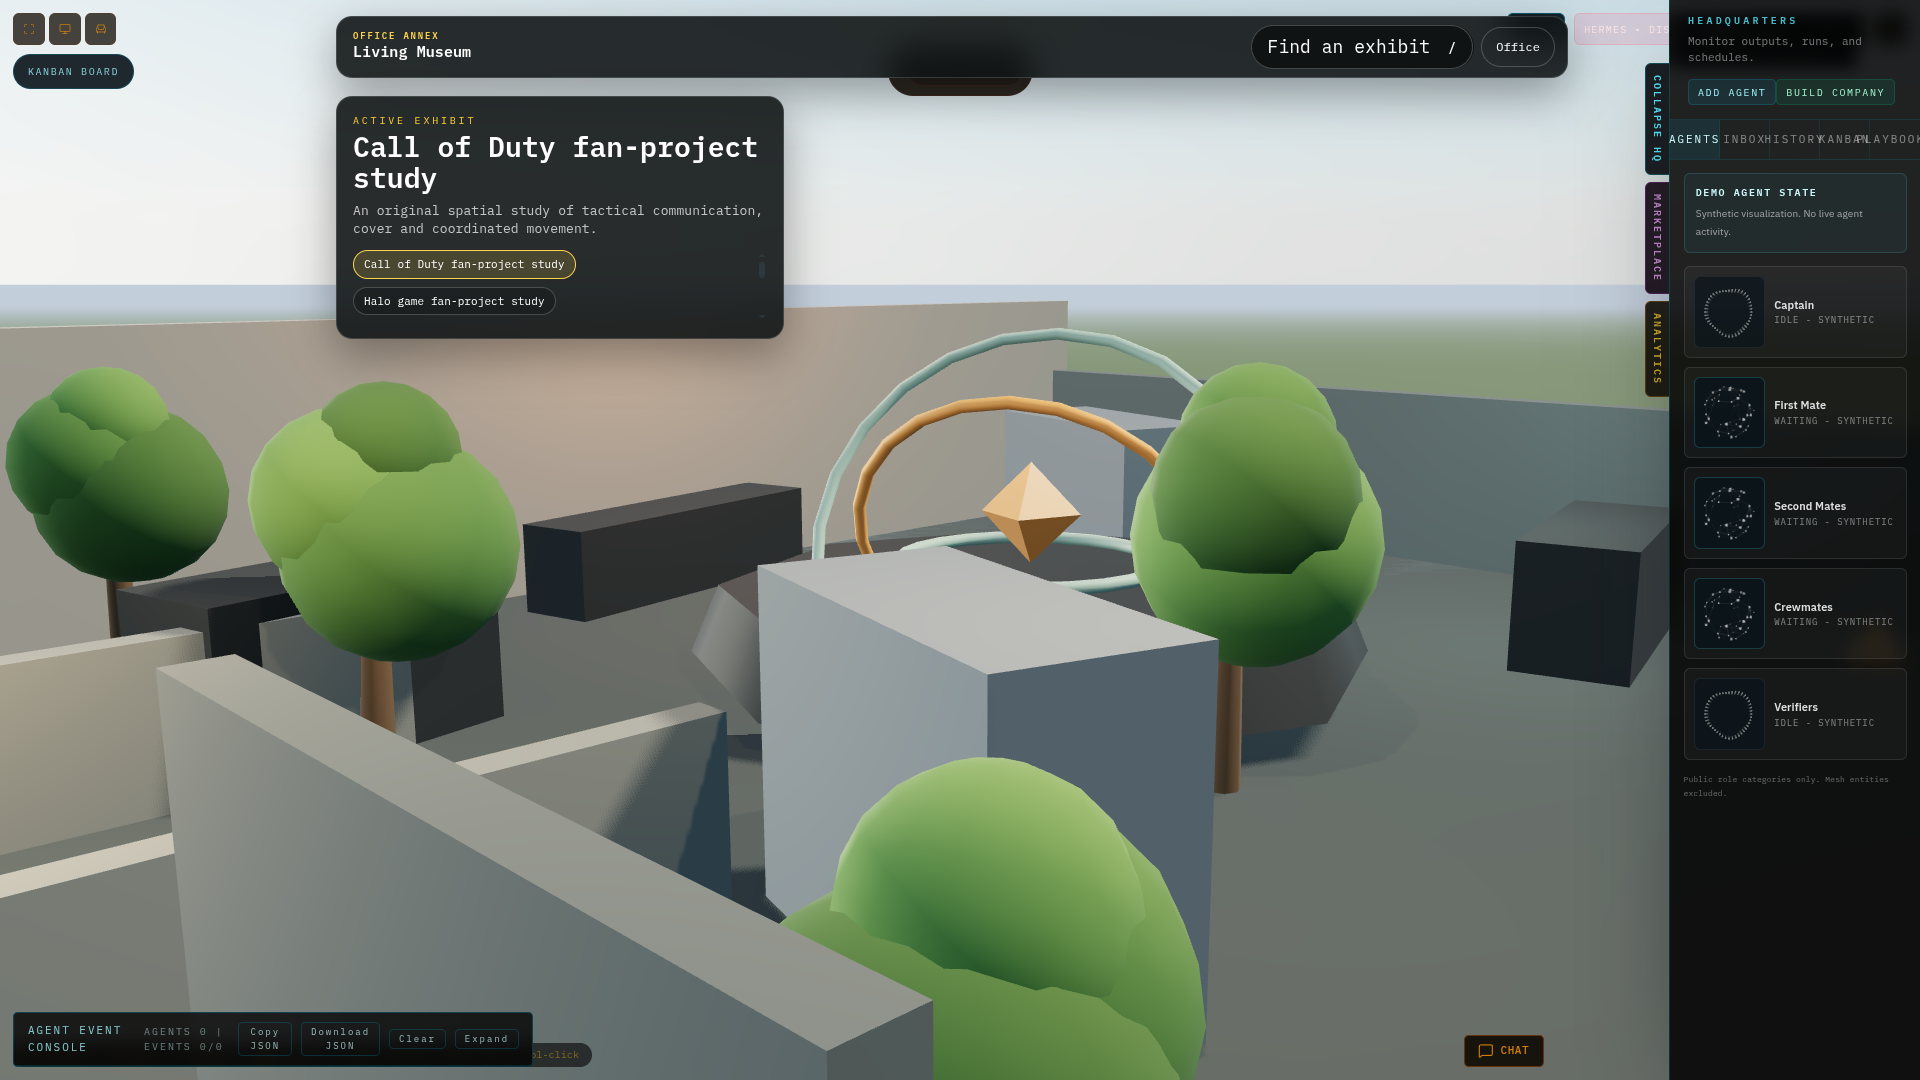 KANBAN BOARD
OFFICE ANNEX
Living Museum
Find an exhibit /
Office
HERMES • DIS
ACTIVE EXHIBIT
Call of Duty fan-project
study
An original spatial study of tactical communication,
cover and coordinated movement.
Call of Duty fan-project study
Halo game fan-project study
COLLAPSE HQ
MARKETPLACE
ANALYTICS
HEADQUARTERS
Monitor outputs, runs, and
schedules.
ADD AGENT
BUILD COMPANY
AGENTS INBOX HISTORY KANBAN PLAYBOOK
DEMO AGENT STATE
Synthetic visualization. No live agent
activity.
Captain
IDLE - SYNTHETIC
First Mate
WAITING - SYNTHETIC
Second Mates
WAITING - SYNTHETIC
Crewmates
WAITING - SYNTHETIC
Verifiers
IDLE - SYNTHETIC
Public role categories only. Mesh entities
excluded.
AGENT EVENT
CONSOLE
AGENTS 0 |
EVENTS 0/0
Copy
JSON
Download
JSON
Clear
Expand
ol-click
CHAT